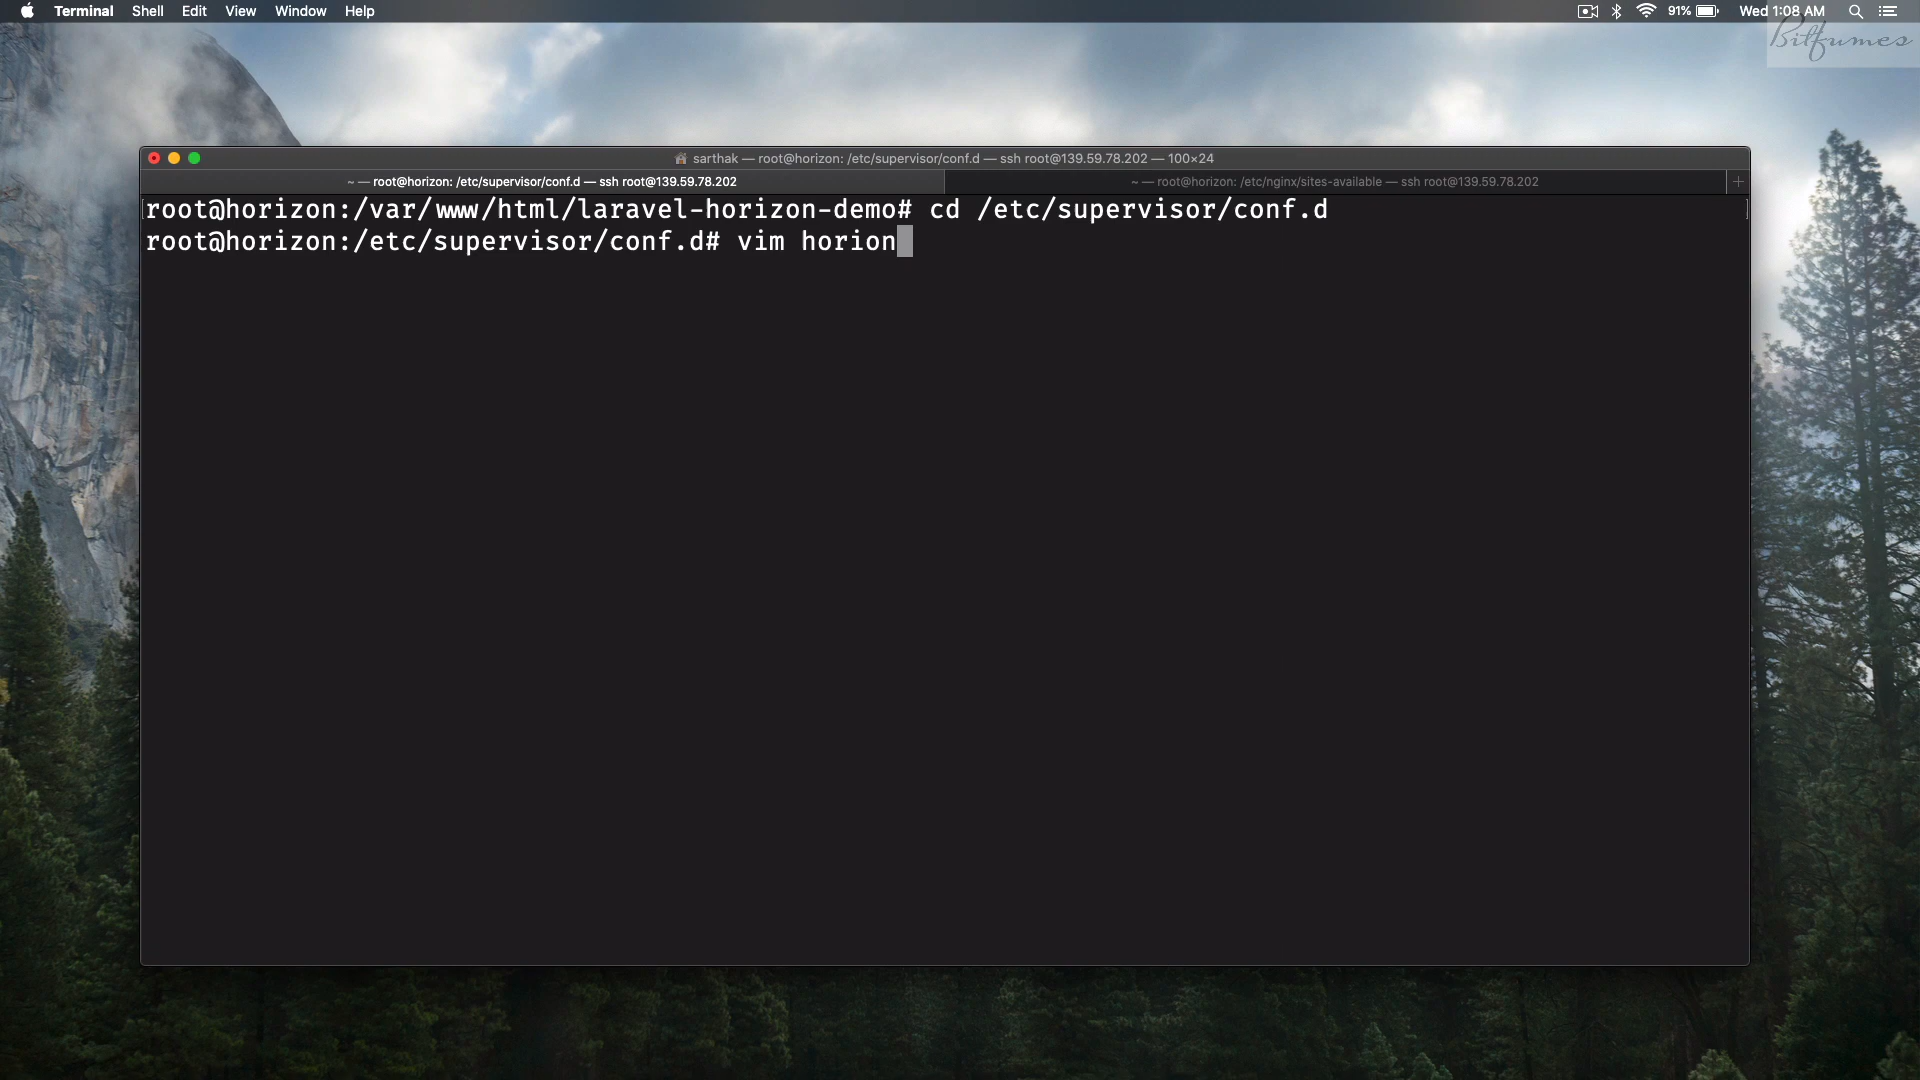 Terminal Shell Edit View Window Help 91% Wed 1:08 AM
Bitfumes
sarthak — root@horizon: /etc/supervisor/conf.d — ssh root@139.59.78.202 — 100×24
~ — root@horizon: /etc/supervisor/conf.d — ssh root@139.59.78.202
~ — root@horizon: /etc/nginx/sites-available — ssh root@139.59.78.202
root@horizon:/var/www/html/laravel-horizon-demo# cd /etc/supervisor/conf.d
root@horizon:/etc/supervisor/conf.d# vim horion